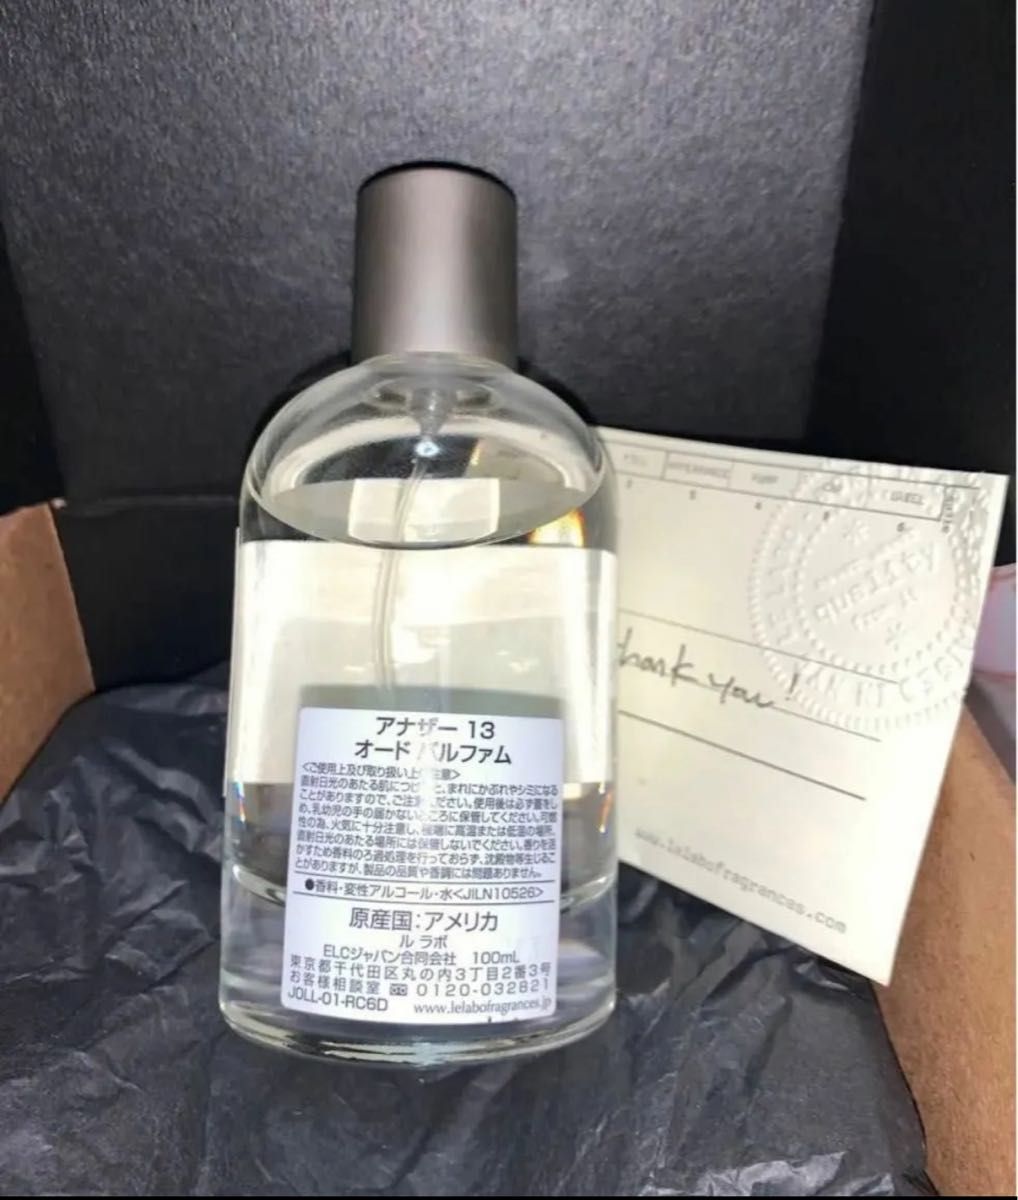 アナザー 13
オード パルファム
<ご使用上及び取り扱い上 注意>
直射日光のあたる肌につ と、まれにかぶれやシミになる
ことがありますので、ご注 ださい。使用後は必ず蓋をし
め、乳幼児の手の届かない ころに保管してください。可燃
性の為、火気に十分注意し、極端に高温または低温の場所、
直射日光のあたる場所には保管しないでください。香りを活
かすため香料のろ過処理を行っておらず、沈殿物等生じるこ
とがありますが、製品の品質や香調には問題ありません。
●香料・変性アルコール・水<JILN10526>
原産国：アメリカ
ル ラボ
ELCジャパン合同会社 100mL
東京都千代田区丸の内3丁目2番3号
お客様相談室 0120-032821
JOLL-01-RC6D www.lelabofragrances.jp
thank you!
www.lelabofragrances.com
quality